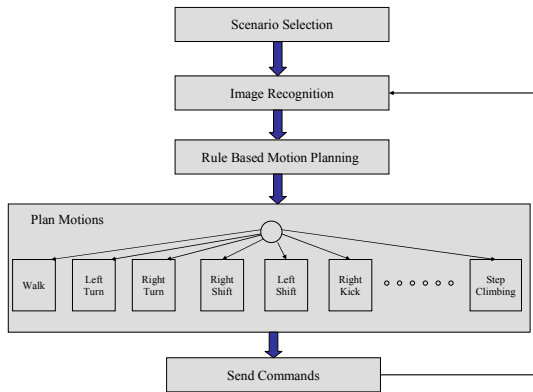 Scenario Selection
Image Recognition
Rule Based Motion Planning
Plan Motions
Walk
Left
Turn
Right
Turn
Right
Shift
Left
Shift
Right
Kick
Step
Climbing
Send Commands